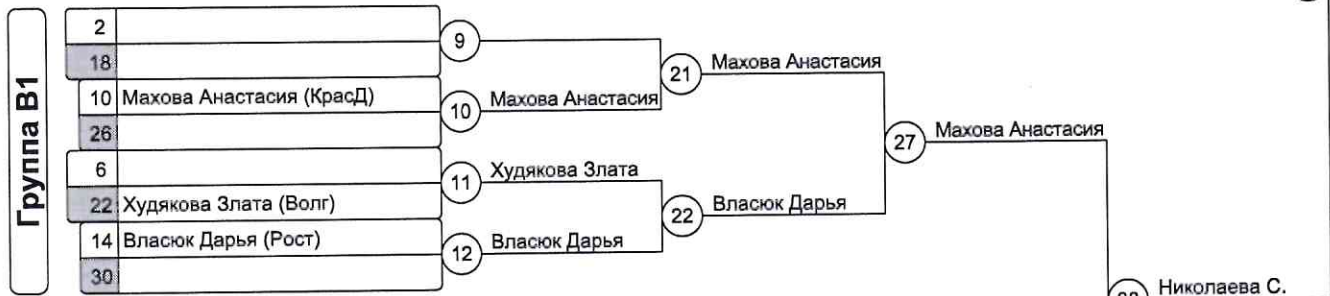 Группа B1
2
18
9
10 Махова Анастасия (КрасД)
26
10 Махова Анастасия
21 Махова Анастасия
6
22 Худякова Злата (Волг)
11 Худякова Злата
14 Власюк Дарья (Рост)
30
12 Власюк Дарья
22 Власюк Дарья
27 Махова Анастасия
Николаева С.